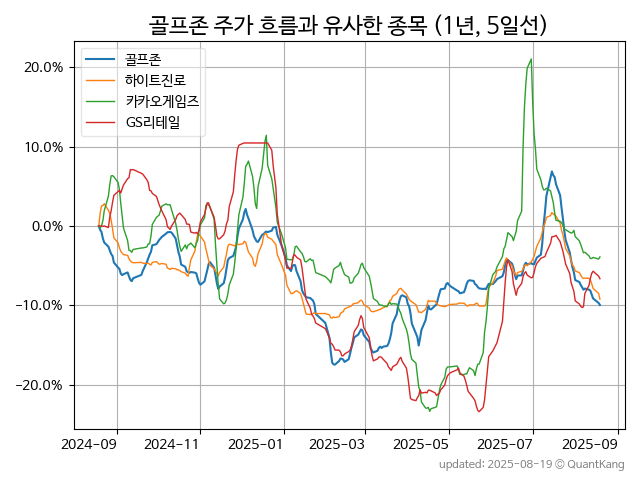 골프존 주가 흐름과 유사한 종목 (1년, 5일선)
골프존
하이트진로
카카오게임즈
GS리테일
20.0%
10.0%
0.0%
−10.0%
−20.0%
2024-09 2024-11 2025-01 2025-03 2025-05 2025-07 2025-09
updated: 2025-08-19 © QuantKang